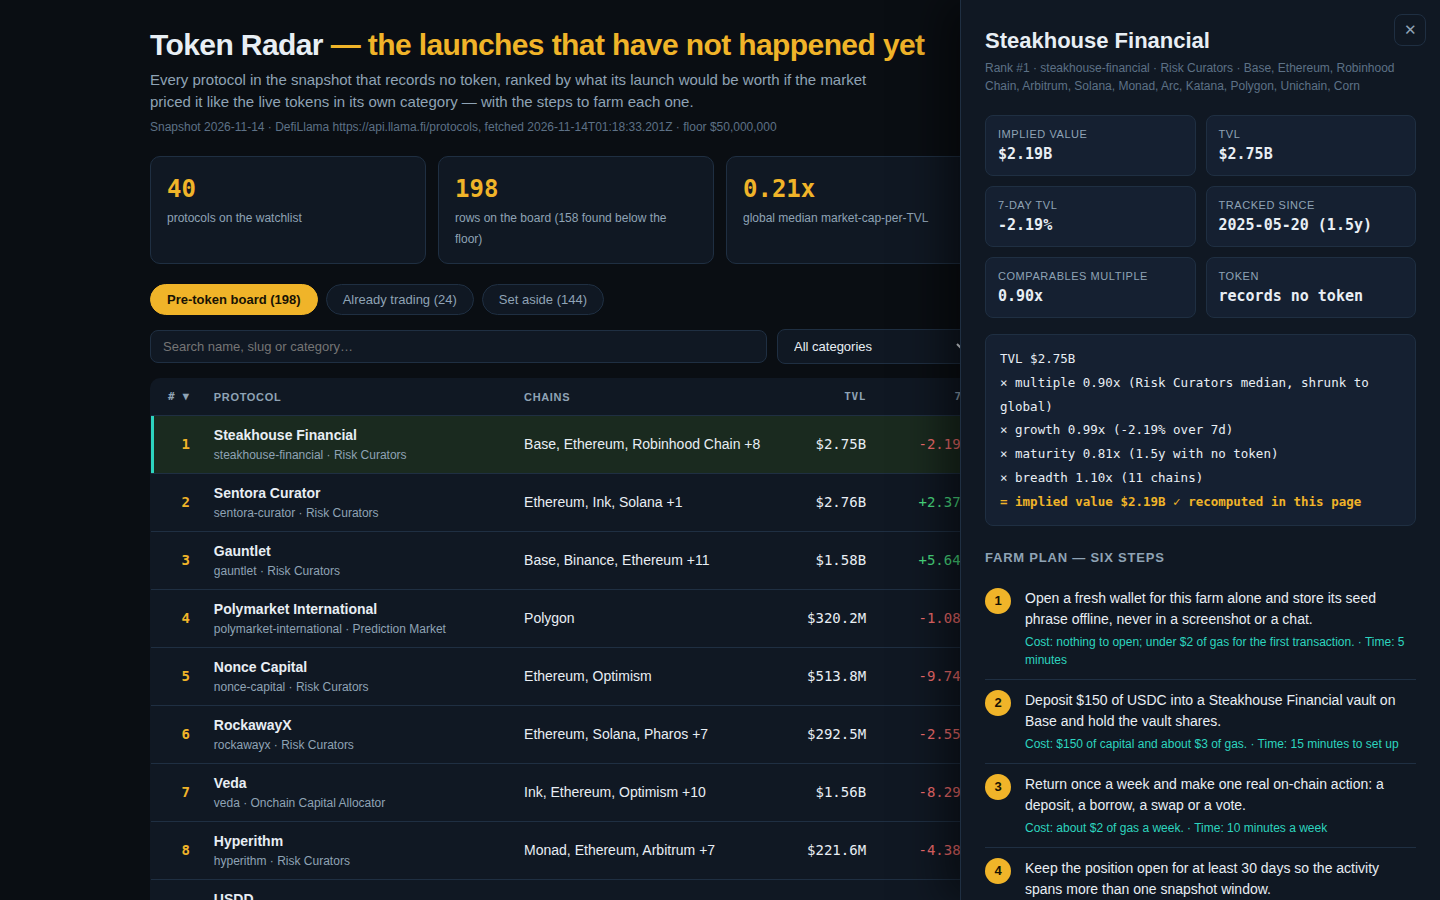 Token Radar — the launches that have not happened yet
Every protocol in the snapshot that records no token, ranked by what its launch would be worth if the market
priced it like the live tokens in its own category — with the steps to farm each one.
Snapshot 2026-11-14 · DefiLlama https://api.llama.fi/protocols, fetched 2026-11-14T01:18:33.201Z · floor $50,000,000
40
protocols on the watchlist
198
rows on the board (158 found below the
floor)
0.21x
global median market-cap-per-TVL
Pre-token board (198)
Already trading (24)
Set aside (144)
Search name, slug or category…
All categories
# ▼ PROTOCOL CHAINS TVL 7
1 Steakhouse Financial Base, Ethereum, Robinhood Chain +8 $2.75B -2.19
steakhouse-financial · Risk Curators
2 Sentora Curator Ethereum, Ink, Solana +1 $2.76B +2.37
sentora-curator · Risk Curators
3 Gauntlet Base, Binance, Ethereum +11 $1.58B +5.64
gauntlet · Risk Curators
4 Polymarket International Polygon $320.2M -1.08
polymarket-international · Prediction Market
5 Nonce Capital Ethereum, Optimism $513.8M -9.74
nonce-capital · Risk Curators
6 RockawayX Ethereum, Solana, Pharos +7 $292.5M -2.55
rockawayx · Risk Curators
7 Veda Ink, Ethereum, Optimism +10 $1.56B -8.29
veda · Onchain Capital Allocator
8 Hyperithm Monad, Ethereum, Arbitrum +7 $221.6M -4.38
hyperithm · Risk Curators
USDD
✕
Steakhouse Financial
Rank #1 · steakhouse-financial · Risk Curators · Base, Ethereum, Robinhood
Chain, Arbitrum, Solana, Monad, Arc, Katana, Polygon, Unichain, Corn
IMPLIED VALUE
$2.19B
TVL
$2.75B
7-DAY TVL
-2.19%
TRACKED SINCE
2025-05-20 (1.5y)
COMPARABLES MULTIPLE
0.90x
TOKEN
records no token
TVL $2.75B
× multiple 0.90x (Risk Curators median, shrunk to
global)
× growth 0.99x (-2.19% over 7d)
× maturity 0.81x (1.5y with no token)
× breadth 1.10x (11 chains)
= implied value $2.19B ✓ recomputed in this page
FARM PLAN — SIX STEPS
1 Open a fresh wallet for this farm alone and store its seed
phrase offline, never in a screenshot or a chat.
Cost: nothing to open; under $2 of gas for the first transaction. · Time: 5
minutes
2 Deposit $150 of USDC into a Steakhouse Financial vault on
Base and hold the vault shares.
Cost: $150 of capital and about $3 of gas. · Time: 15 minutes to set up
3 Return once a week and make one real on-chain action: a
deposit, a borrow, a swap or a vote.
Cost: about $2 of gas a week. · Time: 10 minutes a week
4 Keep the position open for at least 30 days so the activity
spans more than one snapshot window.